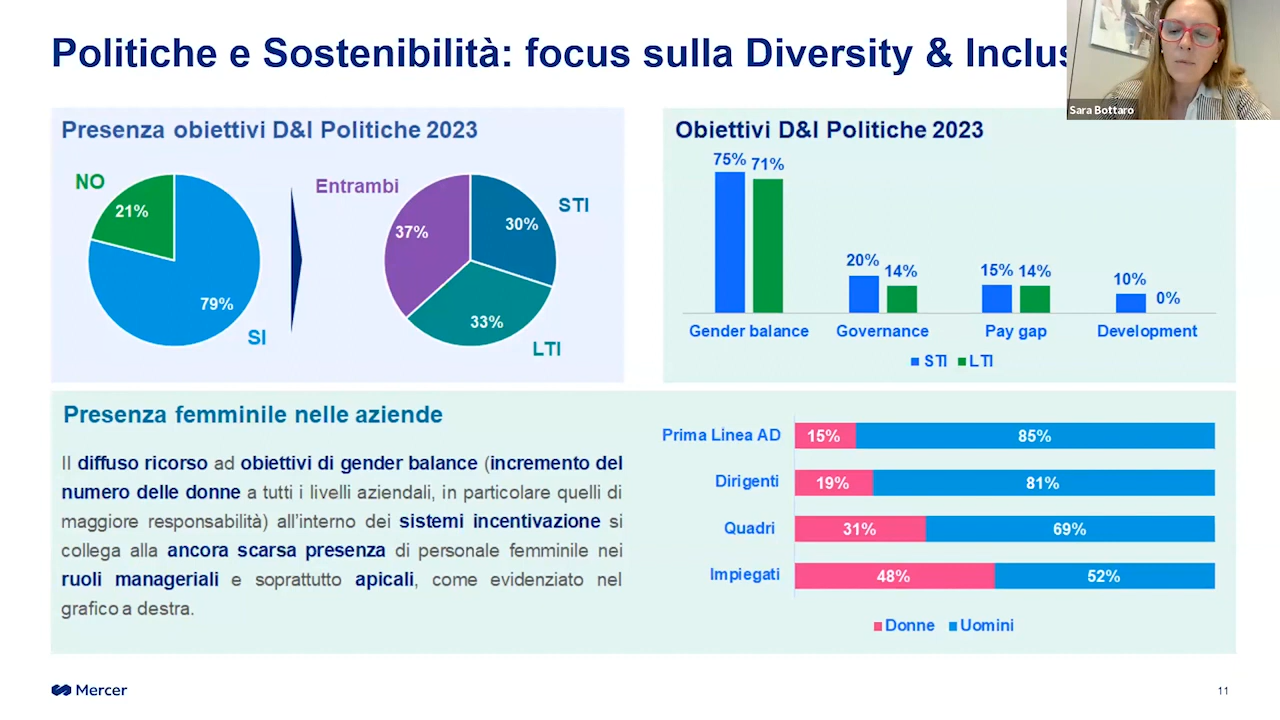 Politiche e Sostenibilità: focus sulla Diversity & Inclus
Sara Bottaro
Presenza obiettivi D&I Politiche 2023
NO
21%
79%
SI
Entrambi
37%
30%
STI
33%
LTI
Obiettivi D&I Politiche 2023
75% 71%
20% 14%
15% 14%
10% 0%
Gender balance Governance Pay gap Development
STI LTI
Presenza femminile nelle aziende
Il diffuso ricorso ad obiettivi di gender balance (incremento del
numero delle donne a tutti i livelli aziendali, in particolare quelli di
maggiore responsabilità) all'interno dei sistemi incentivazione si
collega alla ancora scarsa presenza di personale femminile nei
ruoli manageriali e soprattutto apicali, come evidenziato nel
grafico a destra.
Prima Linea AD 15% 85%
Dirigenti 19% 81%
Quadri 31% 69%
Impiegati 48% 52%
Donne Uomini
Mercer
11